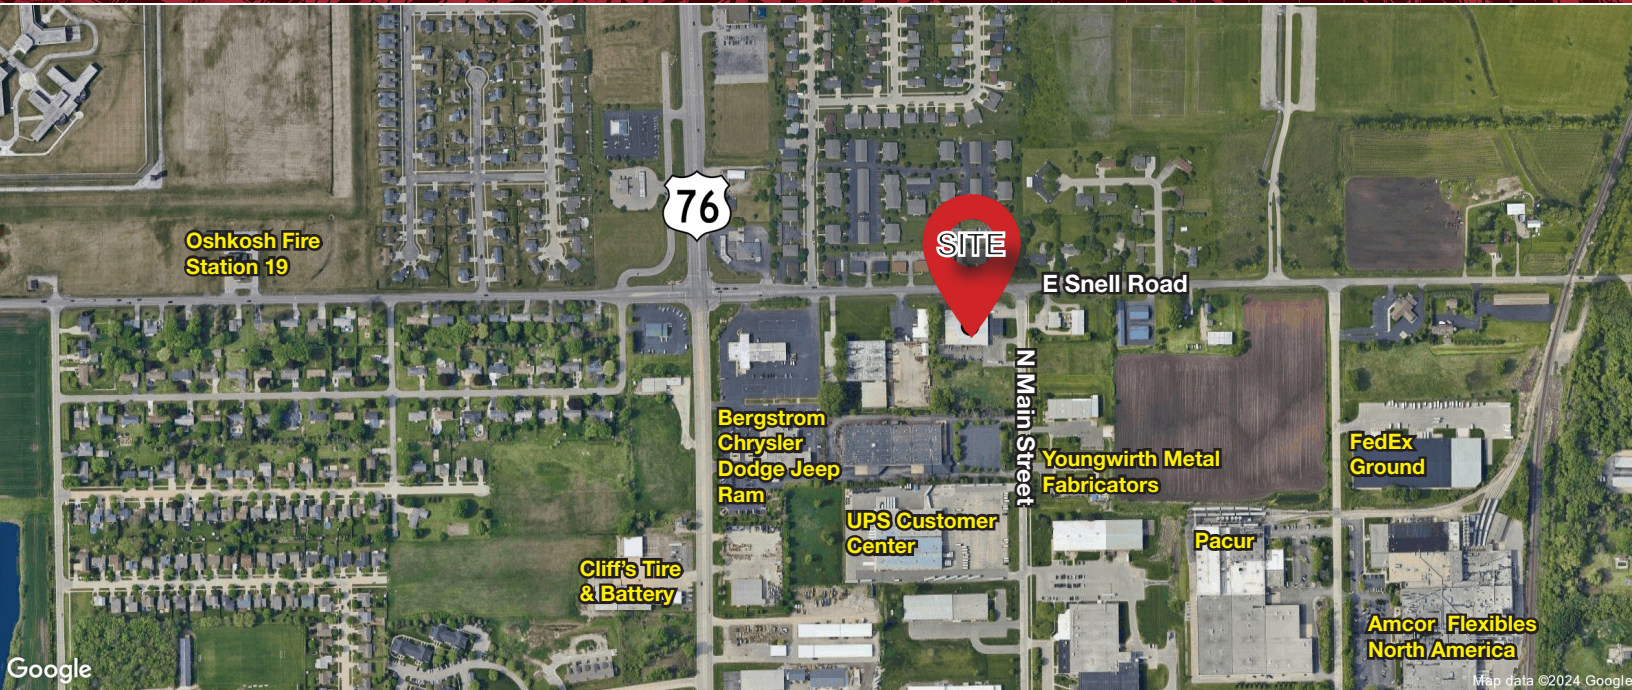 76
Oshkosh Fire
Station 19
SITE
E Snell Road
N Main Street
Bergstrom
Chrysler
Dodge Jeep
Ram
Youngwirth Metal
Fabricators
FedEx
Ground
UPS Customer
Center
Pacur
Cliff's Tire
& Battery
Amcor Flexibles
North America
Google
Map data ©2024 Google